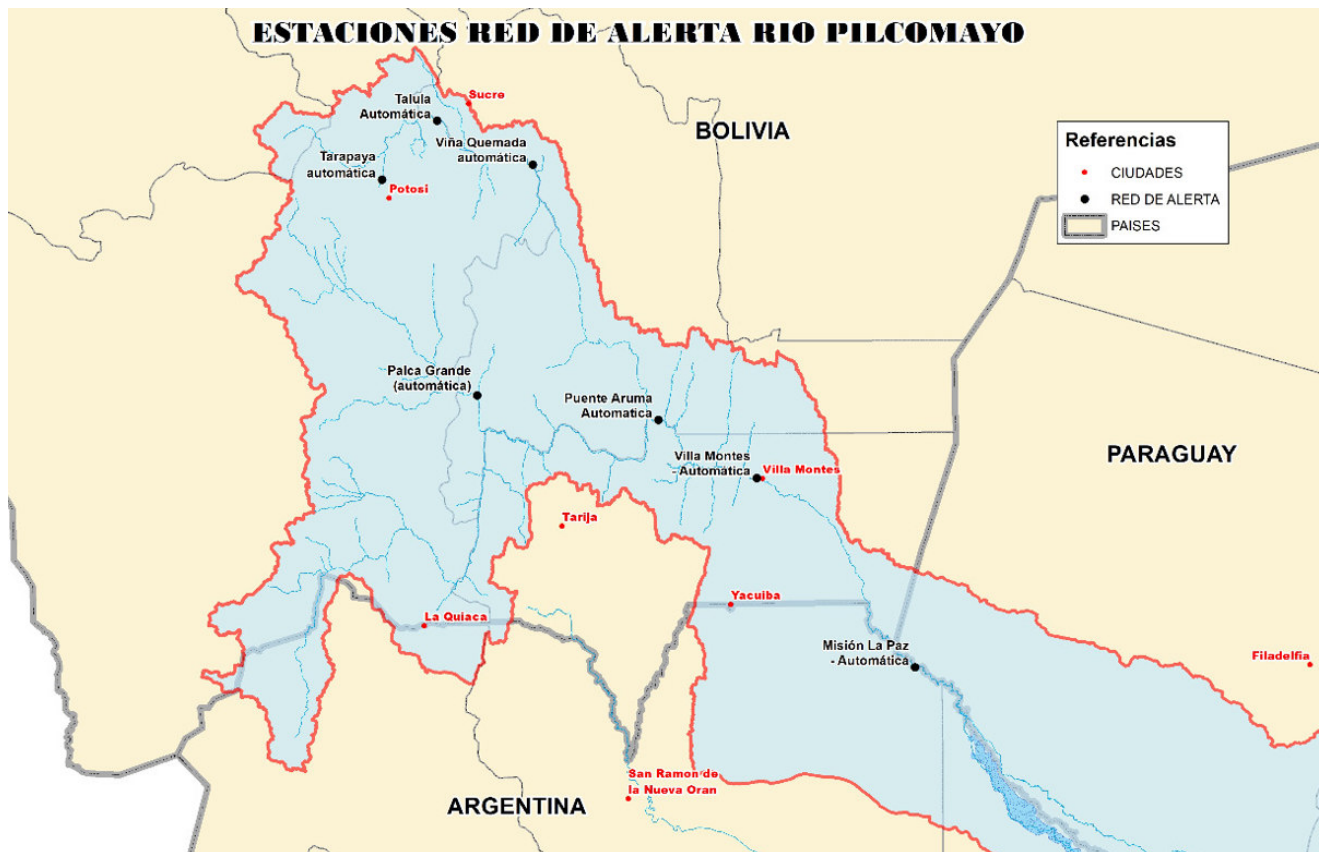 ESTACIONES RED DE ALERTA RIO PILCOMAYO
Talula
Automática
Sucre
Viña Quemada
automática
BOLIVIA
Tarapaya
automática
Potosi
Referencias
CIUDADES
RED DE ALERTA
PAISES
Palca Grande
(automática)
Puente Aruma
Automatica
Villa Montes
- Automática
Villa Montes
PARAGUAY
Tarija
Yacuiba
La Quiaca
Misión La Paz
- Automática
Filadelfia
San Ramon de
la Nueva Oran
ARGENTINA